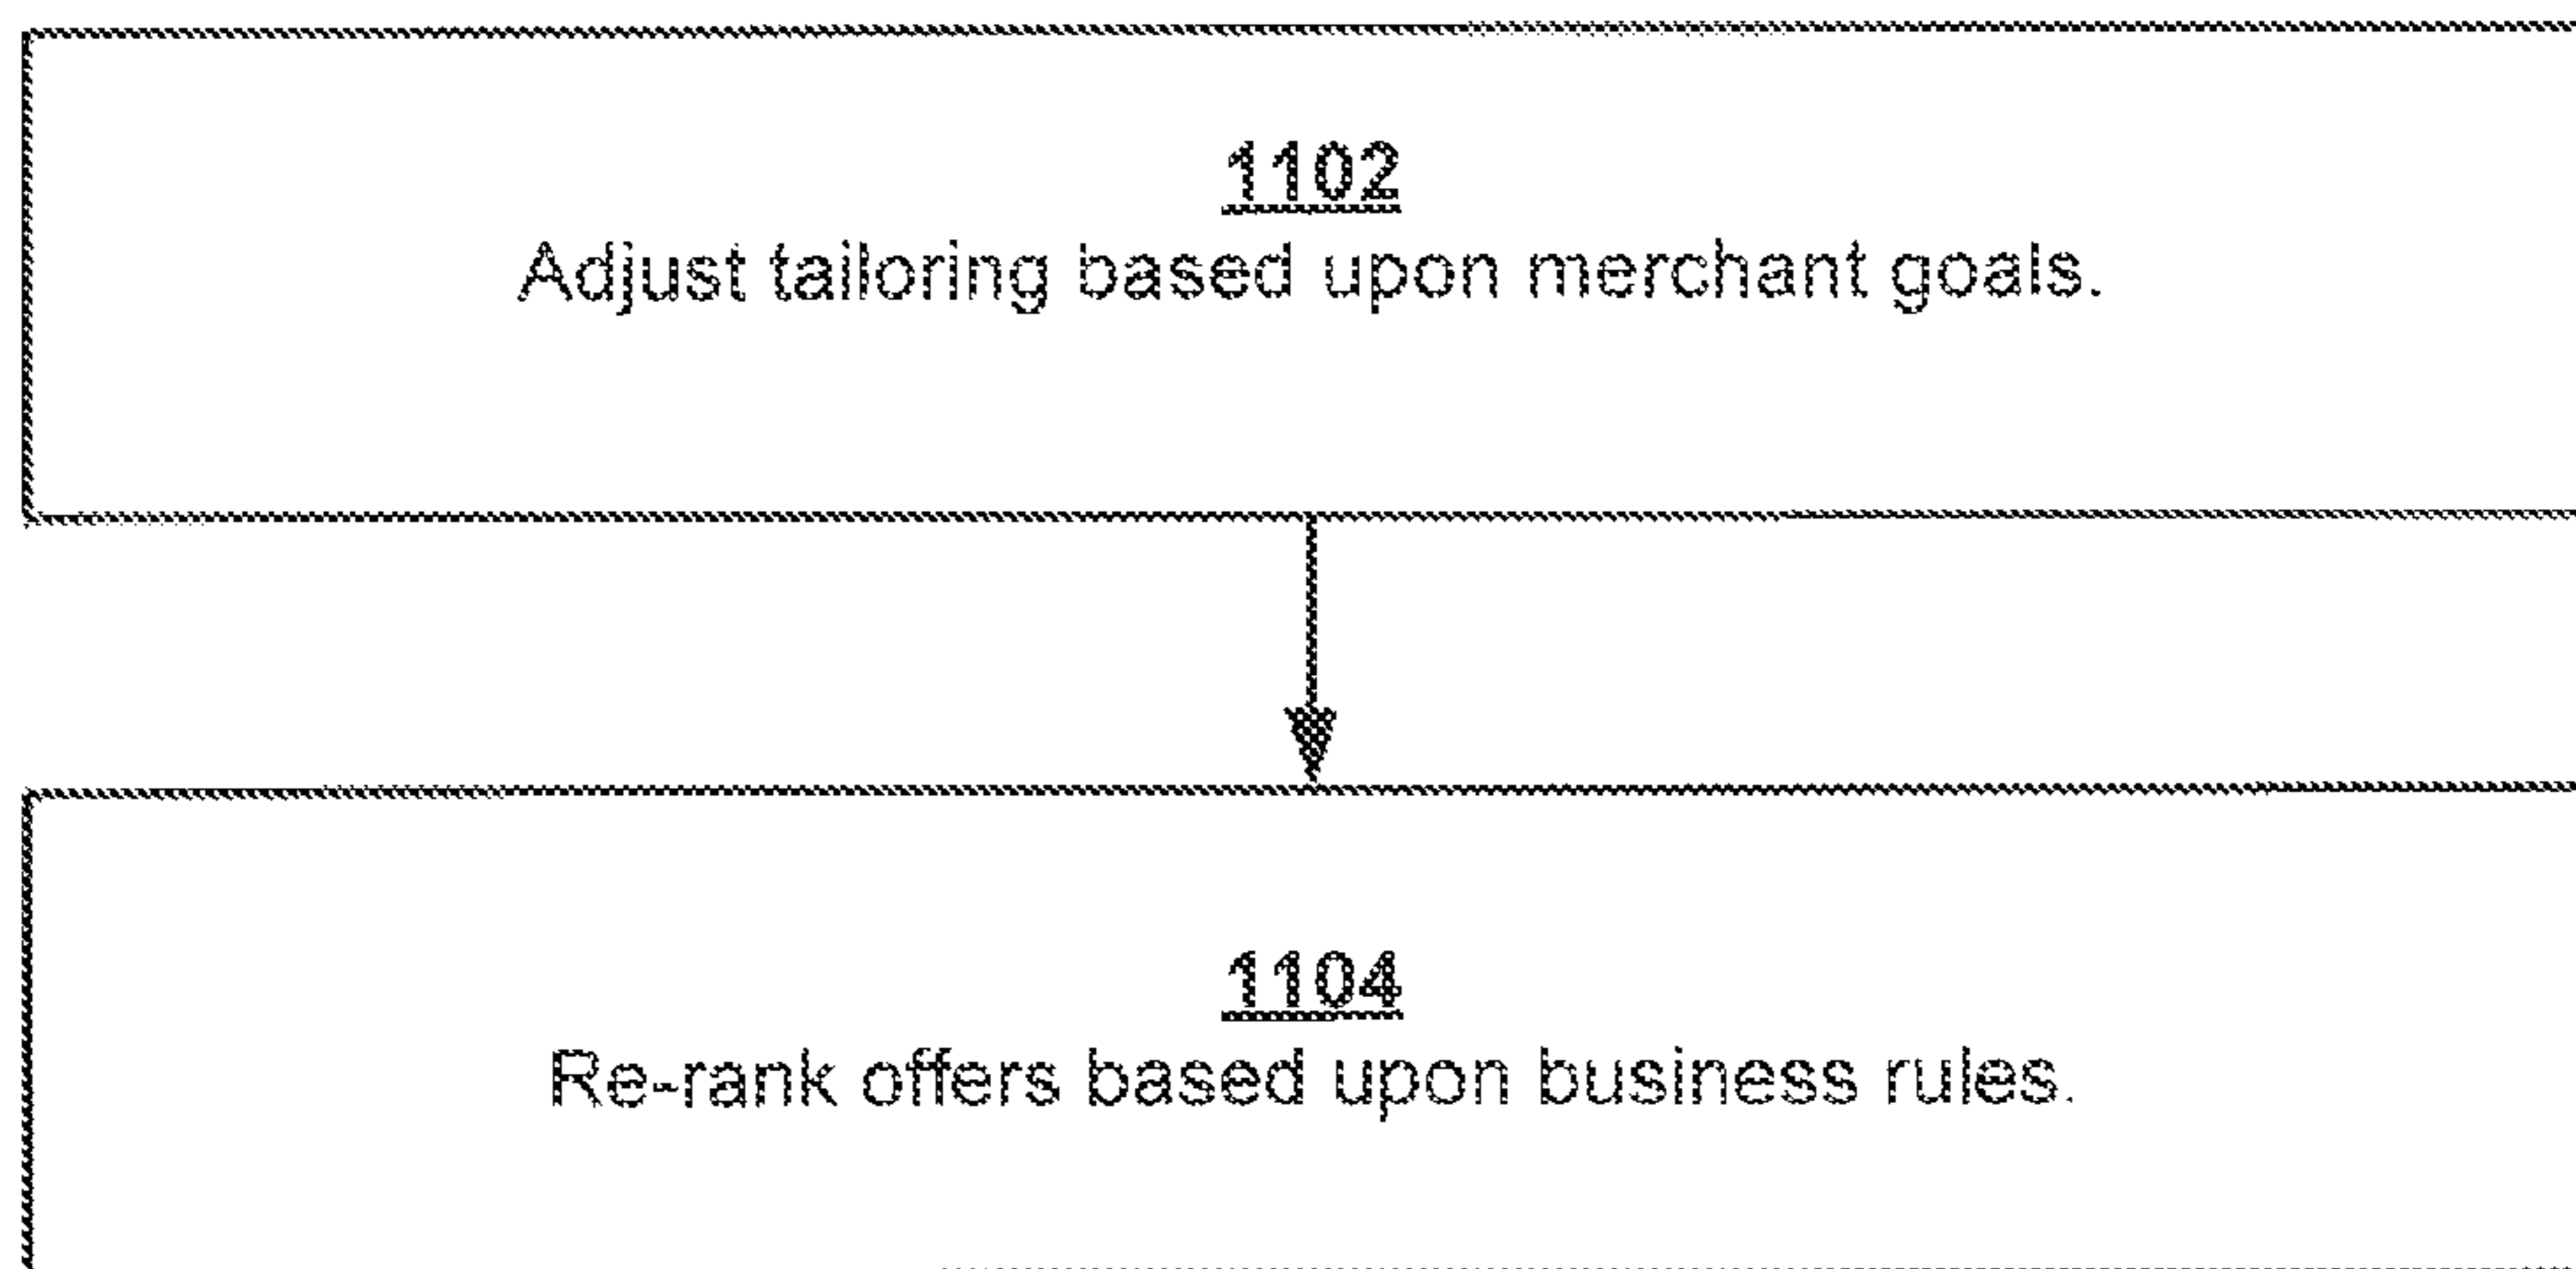 1102
Adjust tailoring based upon merchant goals.
1104
Re-rank offers based upon business rules.